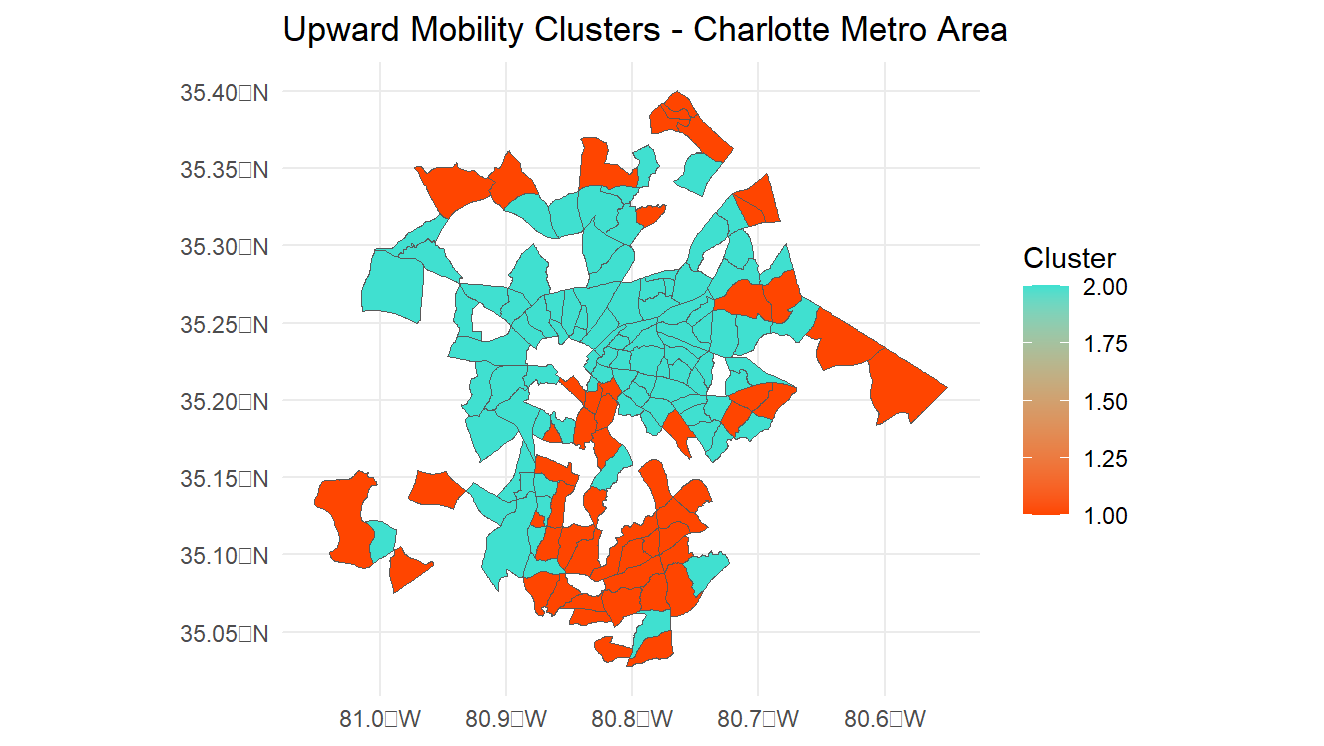 Upward Mobility Clusters - Charlotte Metro Area
35.40□N
35.35□N
35.30□N
35.25□N
35.20□N
35.15□N
35.10□N
35.05□N
81.0□W
80.9□W
80.8□W
80.7□W
80.6□W
Cluster
2.00
1.75
1.50
1.25
1.00